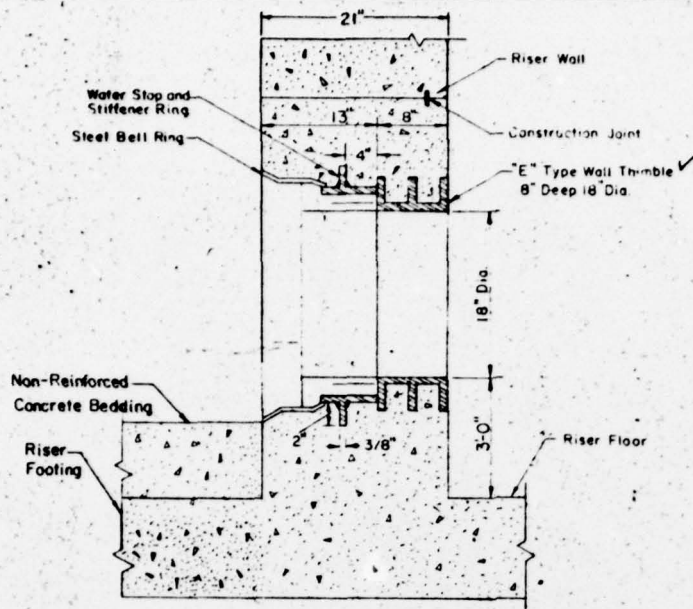 21"
Riser Wall
Water Stop and
Stiffener Ring
13"
8"
Steel Bell Ring
Construction Joint
4"
"E" Type Wall Thimble
8" Deep 18" Dia.
18" Dia.
Non-Reinforced
Concrete Bedding
2"
3/8"
3'-0"
Riser Floor
Riser
Footing